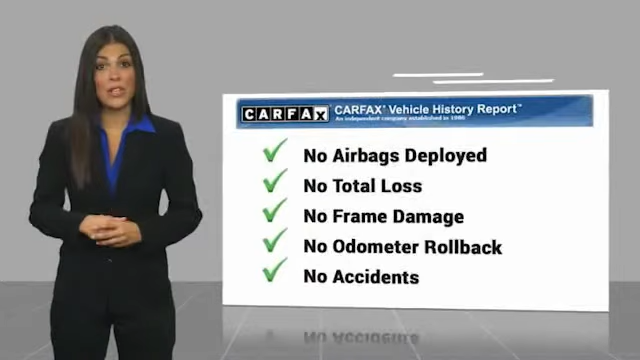 CARFAX CARFAX® Vehicle History Report™
An independent company established in 1986
No Airbags Deployed
No Total Loss
No Frame Damage
No Odometer Rollback
No Accidents